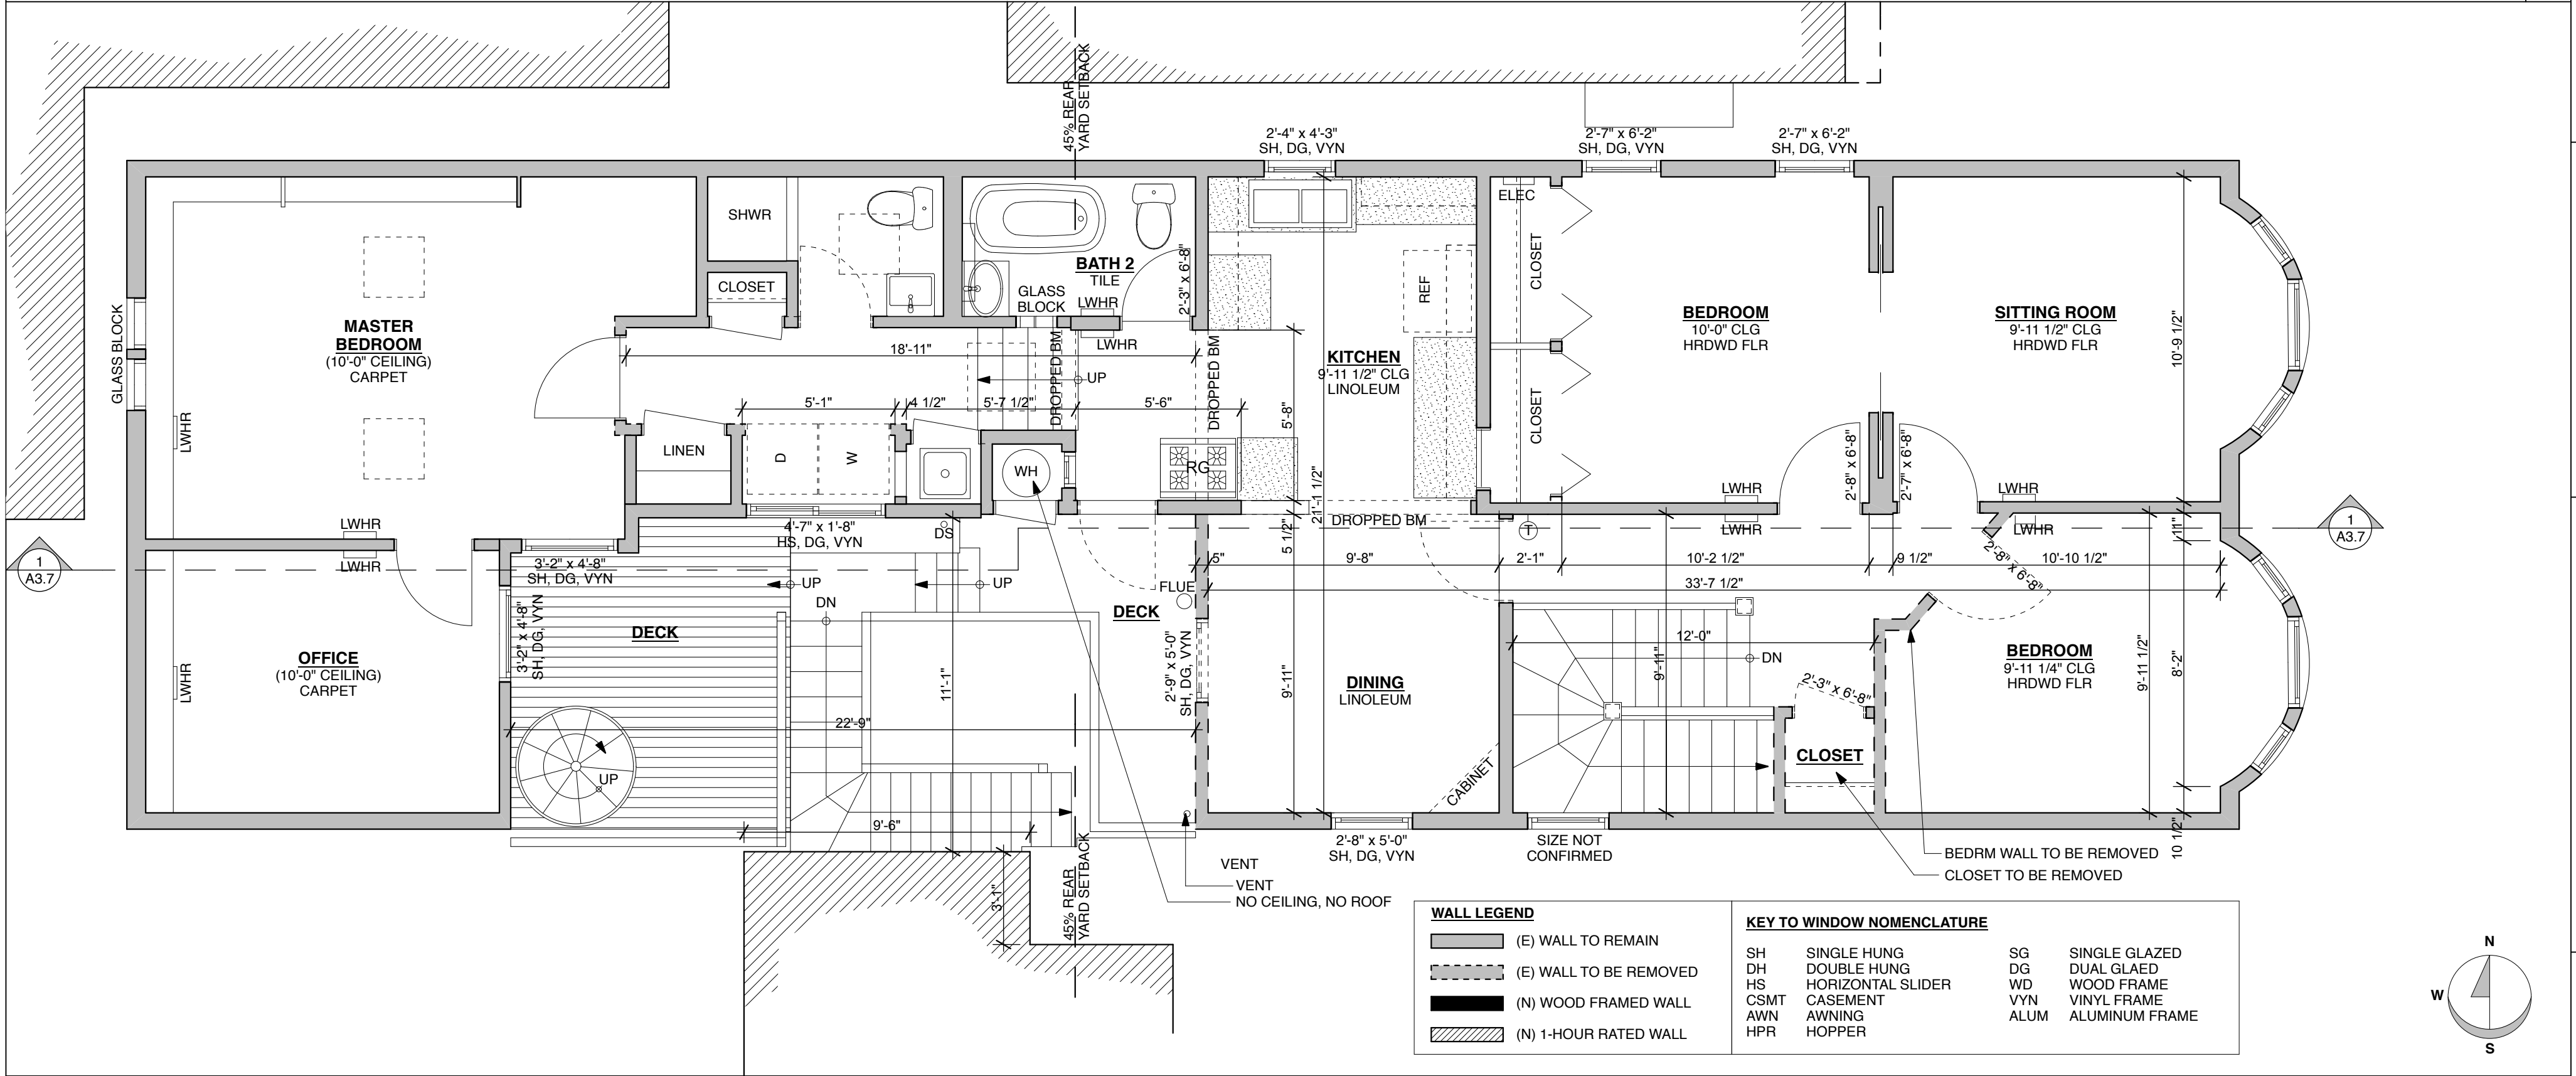 45% REAR
YARD SETBACK
2'-4" x 4'-3"
SH, DG, VYN
2'-7" x 6'-2"
SH, DG, VYN
2'-7" x 6'-2"
SH, DG, VYN
GLASS BLOCK
MASTER
BEDROOM
(10'-0" CEILING)
CARPET
LWHR
LWHR
LWHR
LWHR
OFFICE
(10'-0" CEILING)
CARPET
SHWR
CLOSET
LINEN
D
W
18'-11"
5'-1"
4 1/2"
5'-7 1/2"
5'-6"
BATH 2
TILE
GLASS
BLOCK
LWHR
LWHR
2'-3" x 6'-8"
DROPPED BM
DROPPED BM
UP
WH
RG
REF
KITCHEN
9'-11 1/2" CLG
LINOLEUM
5'-8"
21'-1 1/2"
5 1/2"
DROPPED BM
ELEC
CLOSET
CLOSET
BEDROOM
10'-0" CLG
HRDWD FLR
LWHR
LWHR
2'-8" x 6'-8"
2'-7" x 6'-8"
SITTING ROOM
9'-11 1/2" CLG
HRDWD FLR
10'-9 1/2"
LWHR
LWHR
T
1
A3.7
1
A3.7
4'-7" x 1'-8"
HS, DG, VYN
DS
3'-2" x 4'-8"
SH, DG, VYN
3'-2" x 4'-8"
SH, DG, VYN
DECK
UP
UP
UP
DN
DECK
FLUE
2'-9" x 5'-0"
SH, DG, VYN
11'-1"
22'-9"
9'-6"
3'-1"
5"
9'-8"
2'-1"
10'-2 1/2"
9 1/2"
10'-10 1/2"
33'-7 1/2"
2'-8" x 6'-8"
11"
9'-11"
DINING
LINOLEUM
CABINET
12'-0"
9'-11"
DN
2'-3" x 6'-8"
CLOSET
BEDROOM
9'-11 1/4" CLG
HRDWD FLR
9'-11 1/2"
8'-2"
10 1/2"
2'-8" x 5'-0"
SH, DG, VYN
SIZE NOT
CONFIRMED
BEDRM WALL TO BE REMOVED
CLOSET TO BE REMOVED
VENT
VENT
NO CEILING, NO ROOF
45% REAR
YARD SETBACK
WALL LEGEND
(E) WALL TO REMAIN
(E) WALL TO BE REMOVED
(N) WOOD FRAMED WALL
(N) 1-HOUR RATED WALL
KEY TO WINDOW NOMENCLATURE
SH SINGLE HUNG SG SINGLE GLAZED
DH DOUBLE HUNG DG DUAL GLAED
HS HORIZONTAL SLIDER WD WOOD FRAME
CSMT CASEMENT VYN VINYL FRAME
AWN AWNING ALUM ALUMINUM FRAME
HPR HOPPER
N
W
S